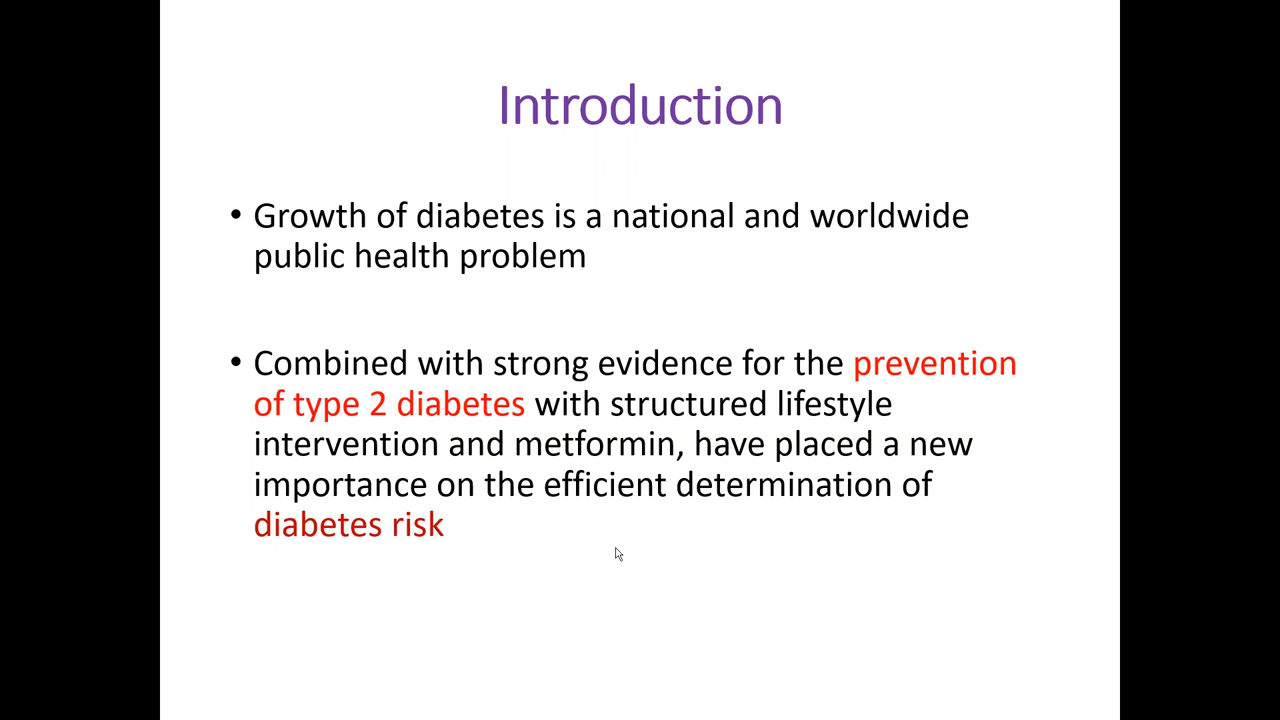 Introduction
• Growth of diabetes is a national and worldwide
public health problem
• Combined with strong evidence for the prevention
of type 2 diabetes with structured lifestyle
intervention and metformin, have placed a new
importance on the efficient determination of
diabetes risk